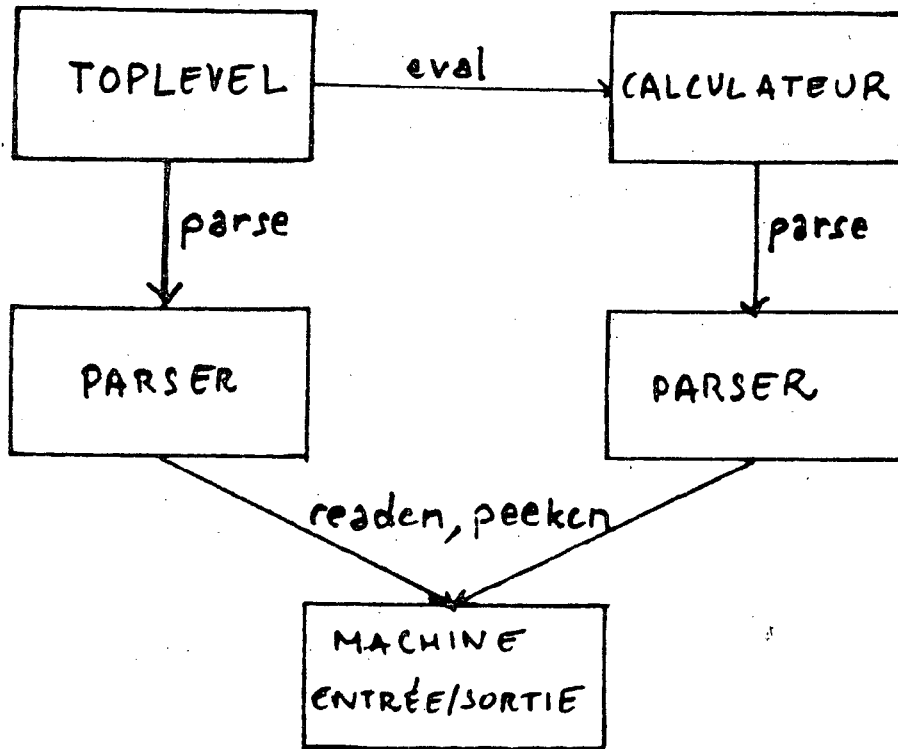 TOPLEVEL
eval
CALCULATEUR
parse
parse
PARSER
PARSER
readcn, peekcn
MACHINE
ENTRÉE/SORTIE